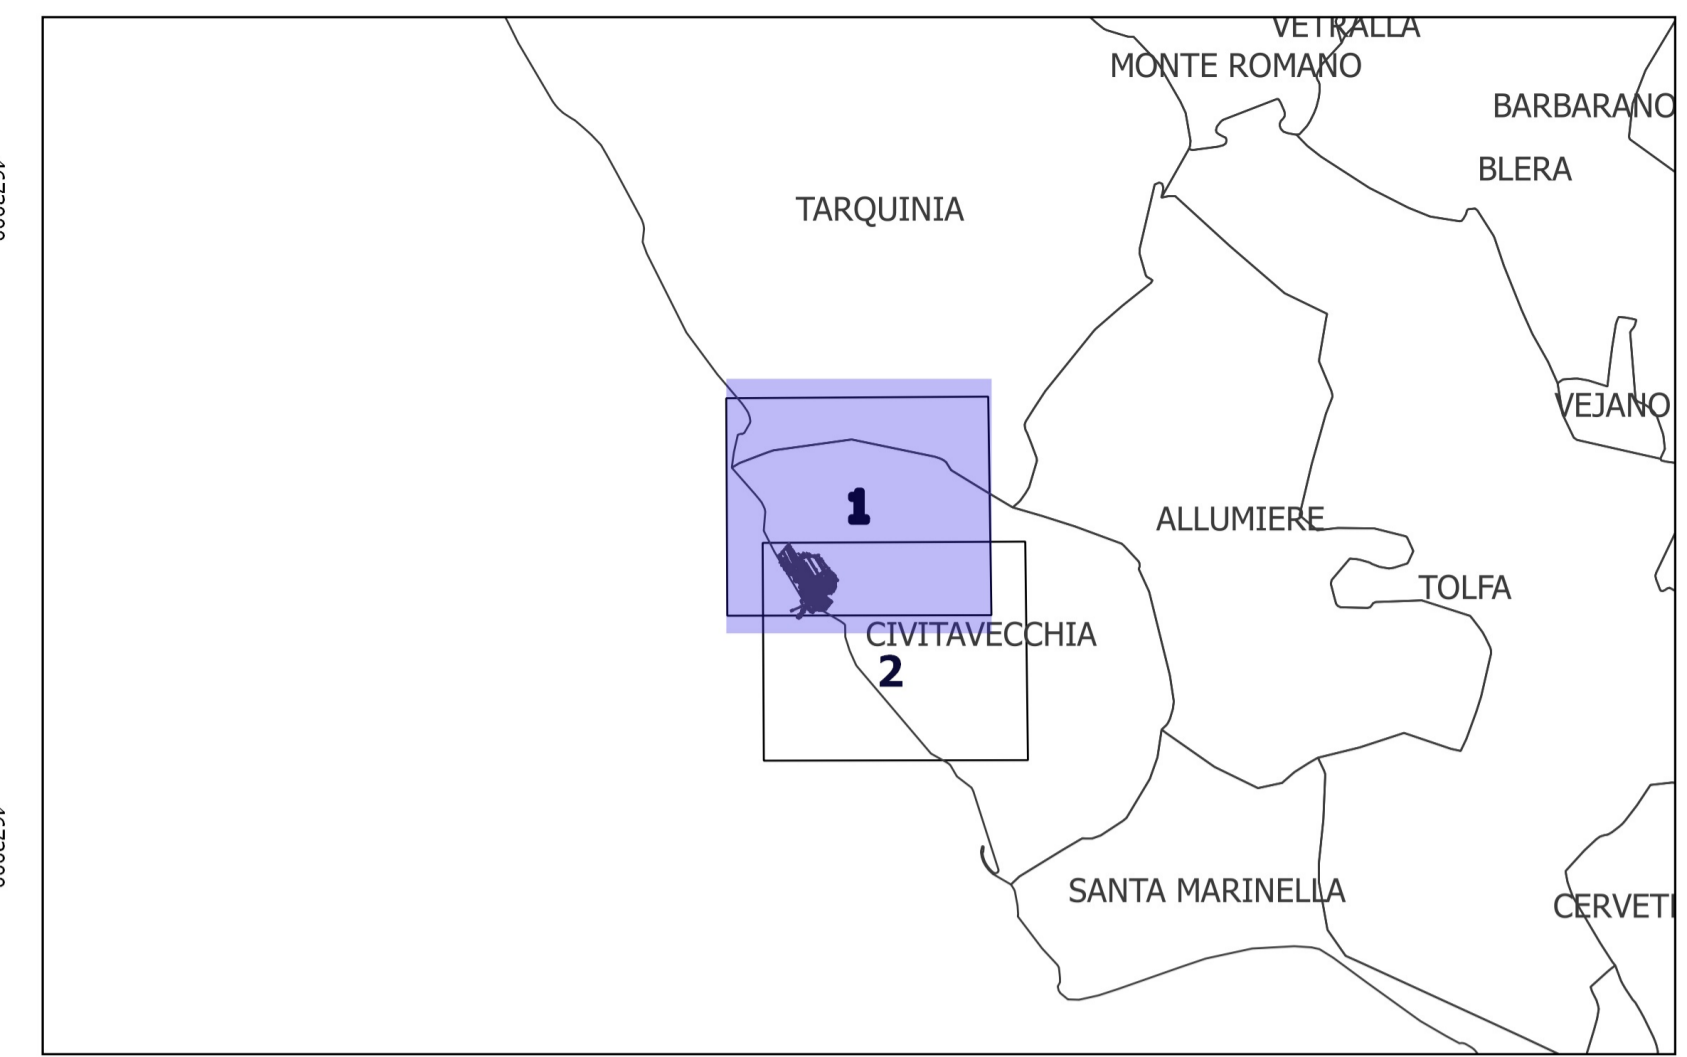 VETRALLA
MONTE ROMANO
BARBARANO
BLERA
TARQUINIA
VEJANO
1
ALLUMIERE
TOLFA
CIVITAVECCHIA
2
SANTA MARINELLA
CERVETI